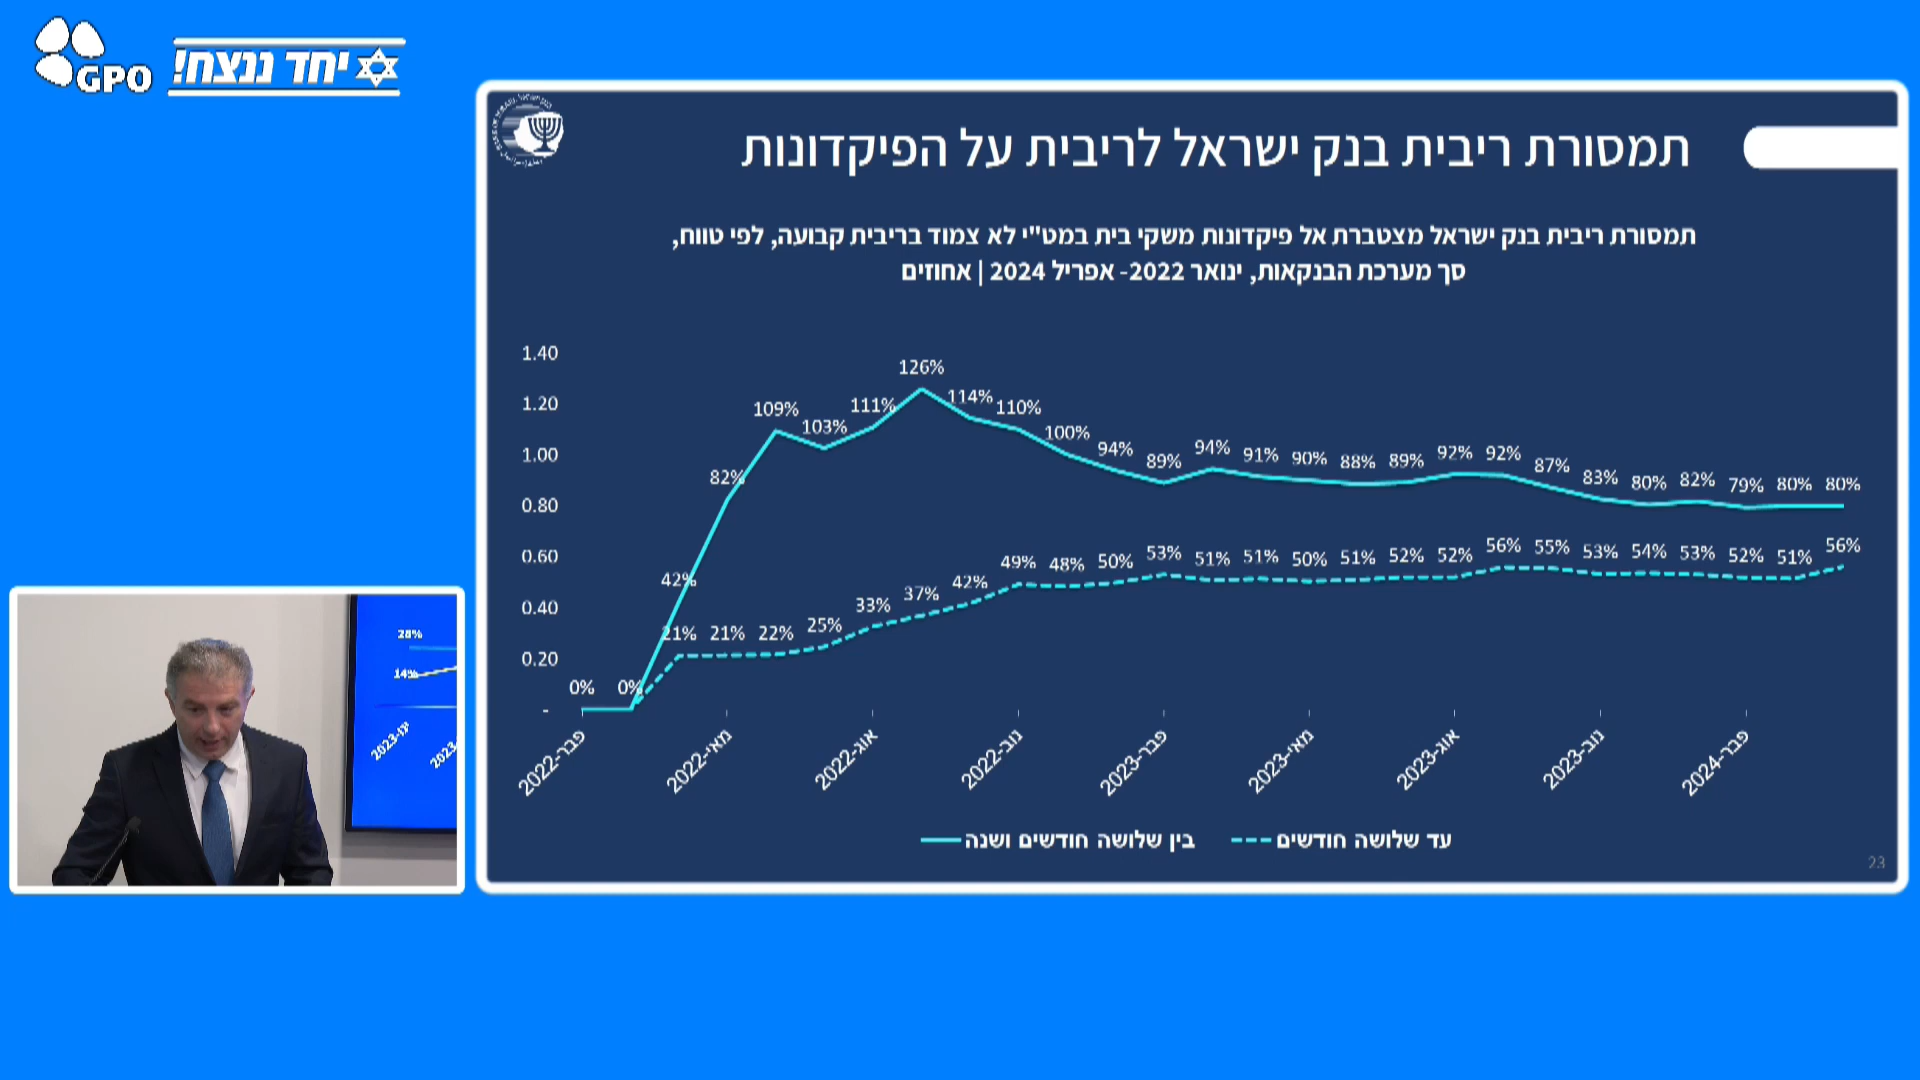 GPO
יחד ננצח!
תמסורת ריבית בנק ישראל לריבית על הפיקדונות
תמסורת ריבית בנק ישראל מצטברת אל פיקדונות משקי בית במט"י לא צמוד בריבית קבועה, לפי טווח,
סך מערכת הבנקאות, ינואר 2022- אפריל 2024 | אחוזים
1.40
1.20
1.00
0.80
0.60
0.40
0.20
-
0% 0% 42% 82% 109% 103% 111% 126% 114% 110% 100% 94% 89% 94% 91% 90% 88% 89% 92% 92% 87% 83% 80% 82% 79% 80% 80%
21% 21% 22% 25% 33% 37% 42% 49% 48% 50% 53% 51% 51% 50% 51% 52% 52% 56% 55% 53% 54% 53% 52% 51% 56%
פבר-2022
מאי-2022
אוג-2022
נוב-2022
פבר-2023
מאי-2023
אוג-2023
נוב-2023
פבר-2024
עד שלושה חודשים
בין שלושה חודשים ושנה
23
28%
14%
ינו-2023
2023